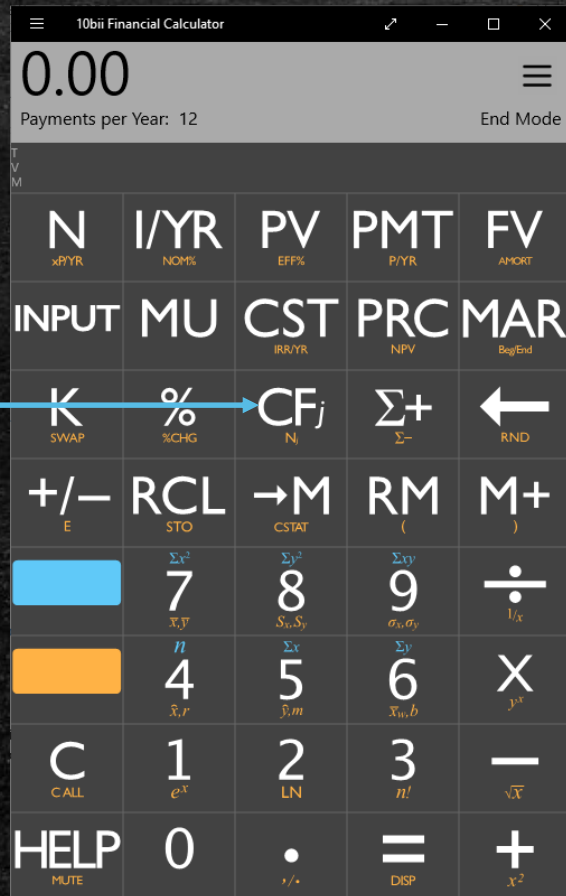 10bii Financial Calculator
0.00
Payments per Year: 12 End Mode
T
V
M
N I/YR PV PMT FV
xP/YR NOM% EFF% P/YR AMORT
INPUT MU CST PRC MAR
IRR/YR NPV Beg/End
K % CFj Σ+ ←
SWAP %CHG Nj Σ− RND
+/− RCL →M RM M+
E STO CSTAT ( )
Σx² Σy² Σxy
7 8 9 ÷
x̅,y̅ Sx,Sy σx,σy 1/x
n Σx Σy
4 5 6 X
x̂,r ŷ,m x̅w,b yˣ
C 1 2 3 −
C ALL eˣ LN n! √x
HELP 0 . = +
MUTE ,/. DISP x²